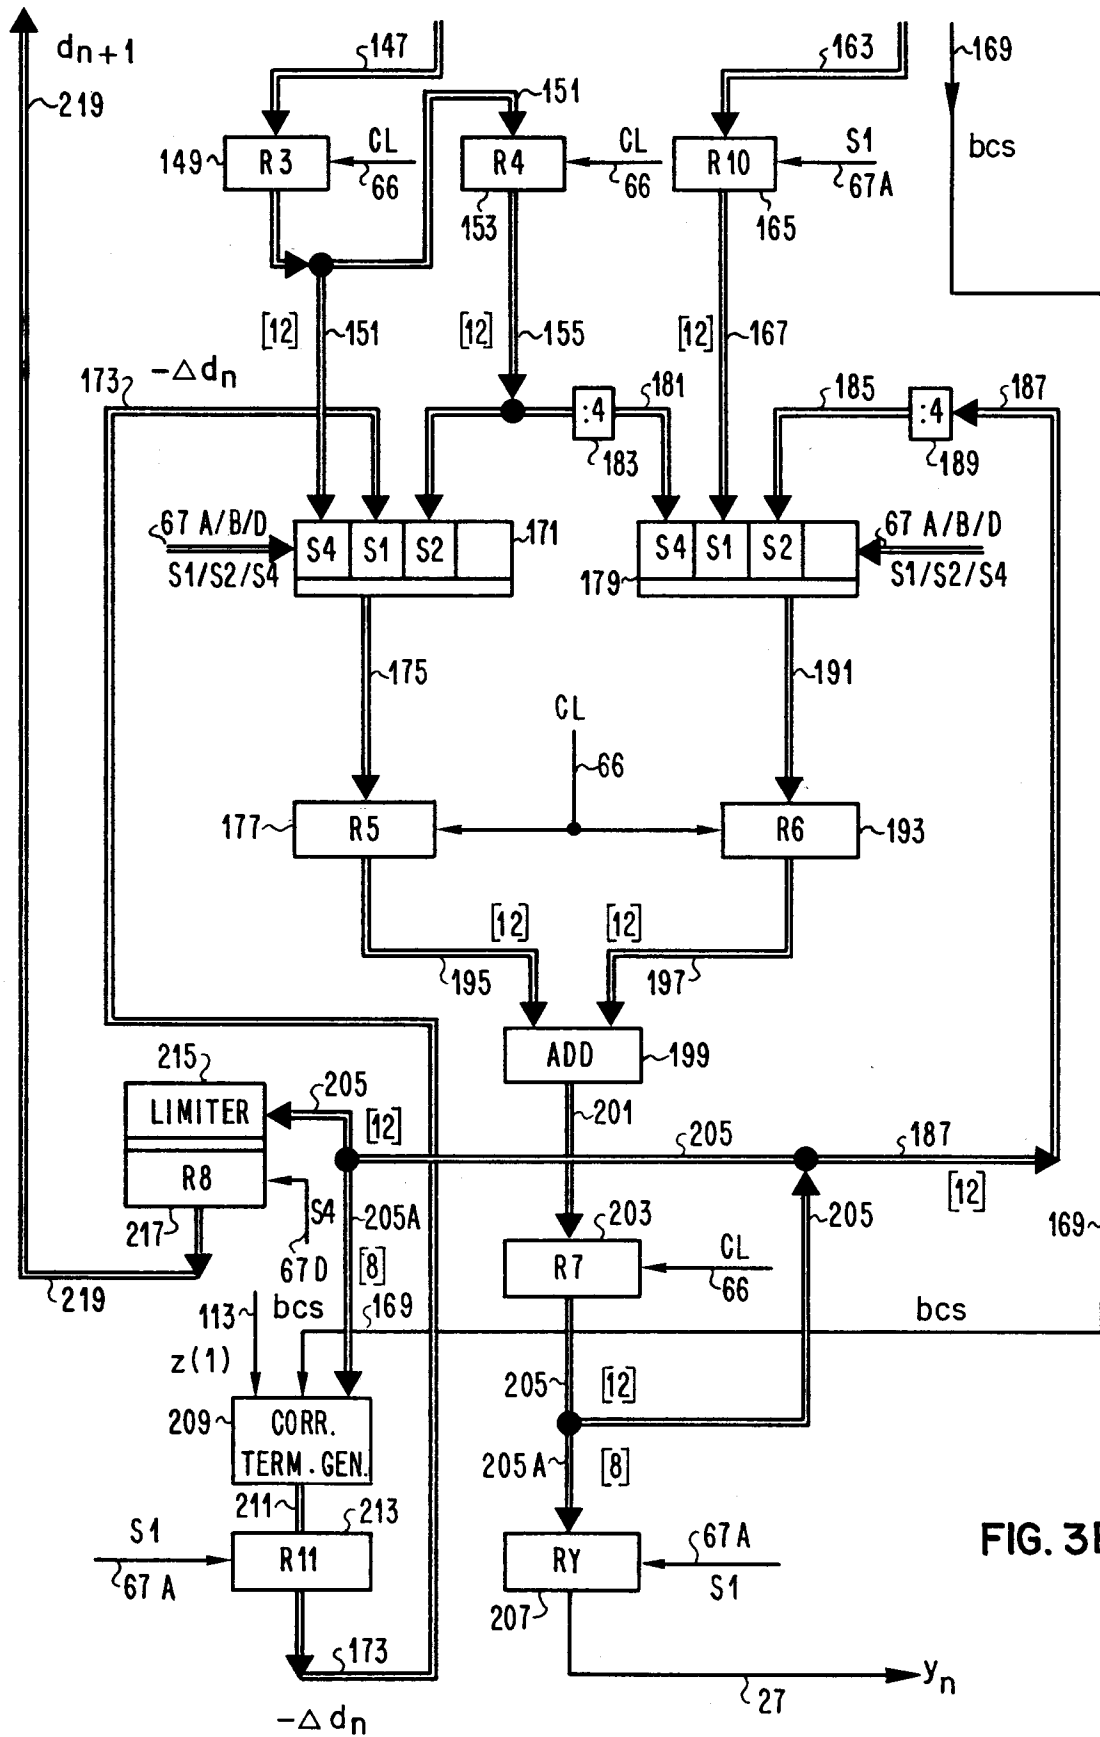 dn+1
147
163
169
219
151
149
R3
CL
66
R4
CL
66
R10
S1
67A
bcs
153
165
[12]
151
[12]
155
[12]
167
173
-Δdn
:4
181
183
185
:4
187
189
67 A/B/D
S1/S2/S4
S4
S1
S2
171
S4
S1
S2
179
67 A/B/D
S1/S2/S4
175
191
CL
66
177
R5
R6
193
[12]
[12]
195
197
ADD
199
215
205
LIMITER
[12]
201
205
187
[12]
R8
217
S4
67D
205A
[8]
203
R7
CL
66
205
169
219
113
bcs
169
bcs
z(1)
205
[12]
209
CORR.
TERM.GEN.
205A
[8]
211
213
S1
67A
R11
RY
67A
S1
207
FIG. 3
173
27
yn
-Δdn